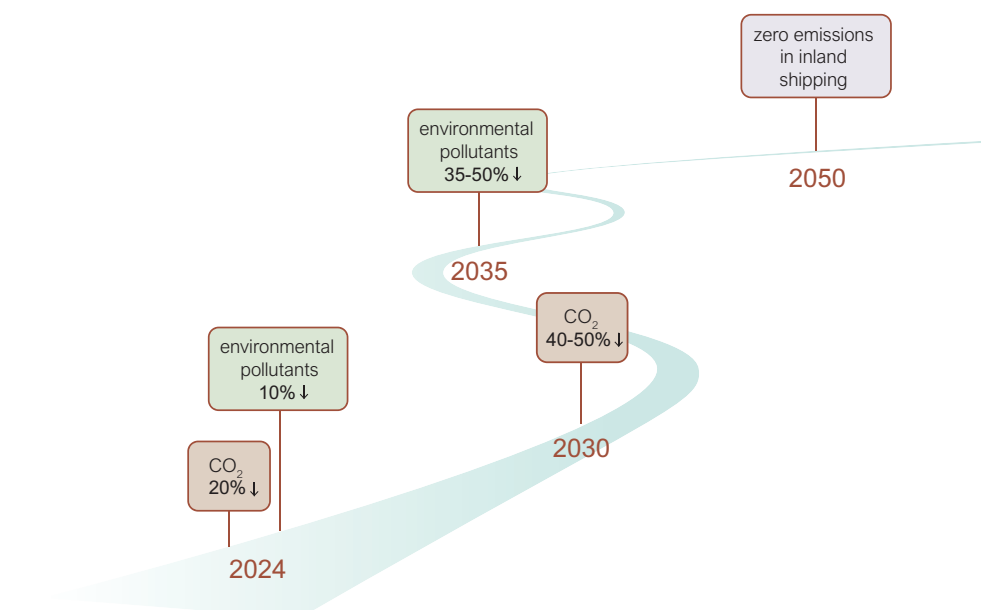 zero emissions
in inland
shipping
2050
environmental
pollutants
35-50% ↓
2035
CO₂
40-50% ↓
2030
environmental
pollutants
10% ↓
CO₂
20% ↓
2024